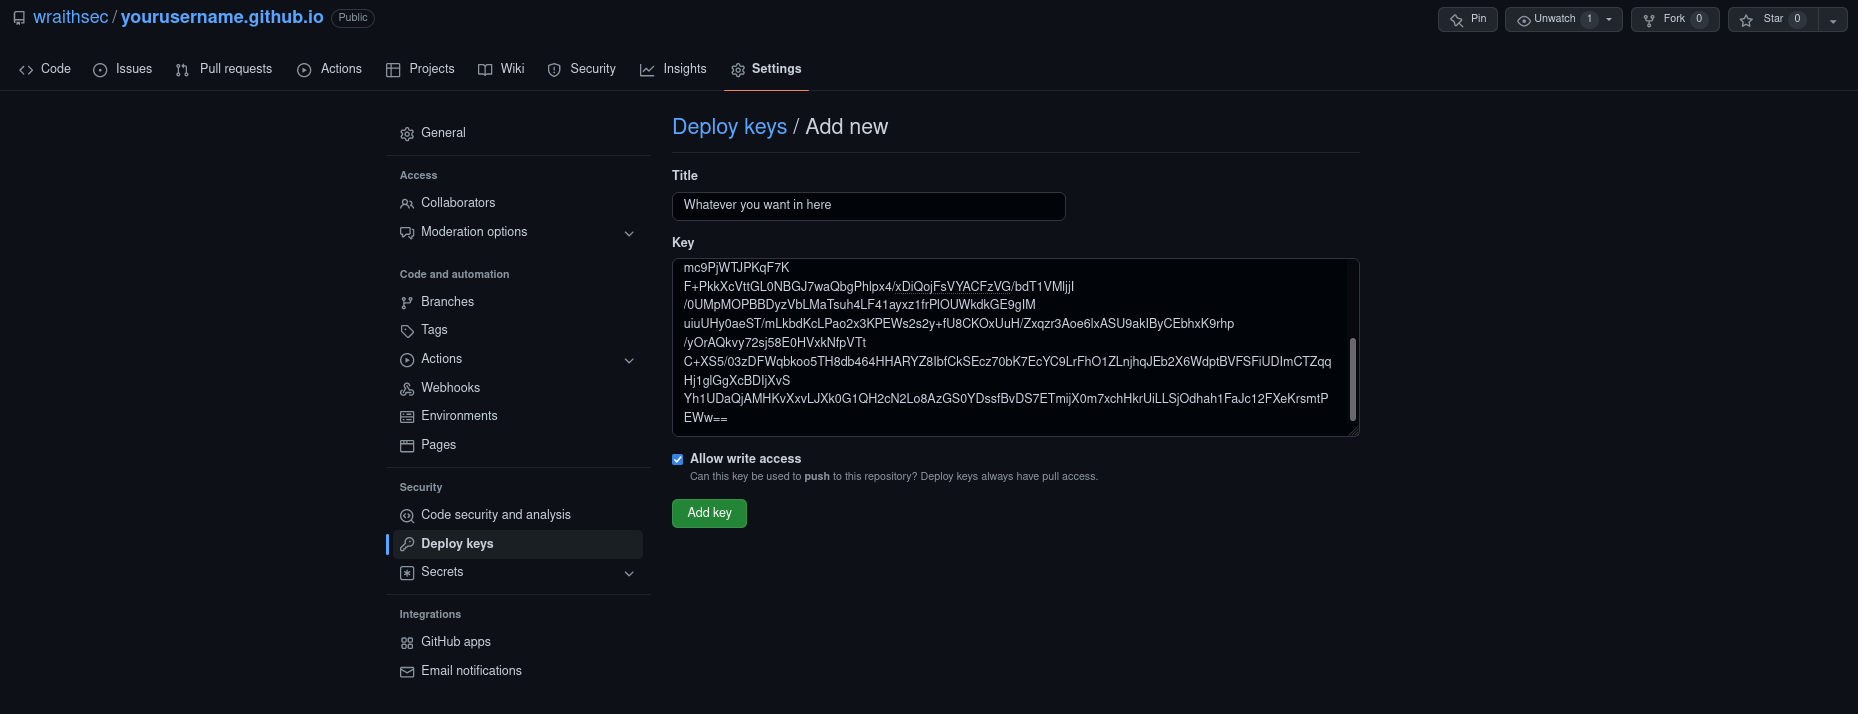 wraithsec / yourusername.github.io Public
Pin Unwatch 1 Fork 0 Star 0
Code Issues Pull requests Actions Projects Wiki Security Insights Settings
General
Access
Collaborators
Moderation options
Code and automation
Branches
Tags
Actions
Webhooks
Environments
Pages
Security
Code security and analysis
Deploy keys
Secrets
Integrations
GitHub apps
Email notifications
Deploy keys / Add new
Title
Whatever you want in here
Key
mc9PjWTJPKqF7K
F+PkkXcVttGL0NBGJ7waQbgPhlpx4/xDiQojFsVYACFzVG/bdT1VMljjI
/0UMpMOPBBDyzVbLMaTsuh4LF41ayxz1frPlOUWkdkGE9gIM
uiuUHy0aeST/mLkbdKcLPao2x3KPEWs2s2y+fU8CKOxUuH/Zxqzr3Aoe6lxASU9akIByCEbhxK9rhp
/yOrAQkvy72sj58E0HVxkNfpVTt
C+XS5/03zDFWqbkoo5TH8db464HHARYZ8IbfCkSEcz70bK7EcYC9LrFhO1ZLnjhqJEb2X6WdptBVFSFiUDImCTZqq
Hj1glGgXcBDIjXvS
Yh1UDaQjAMHKvXxvLJXk0G1QH2cN2Lo8AzGS0YDssfBvDS7ETmijX0m7xchHkrUiLLSjOdhah1FaJc12FXeKrsmtP
EWw==
Allow write access
Can this key be used to push to this repository? Deploy keys always have pull access.
Add key